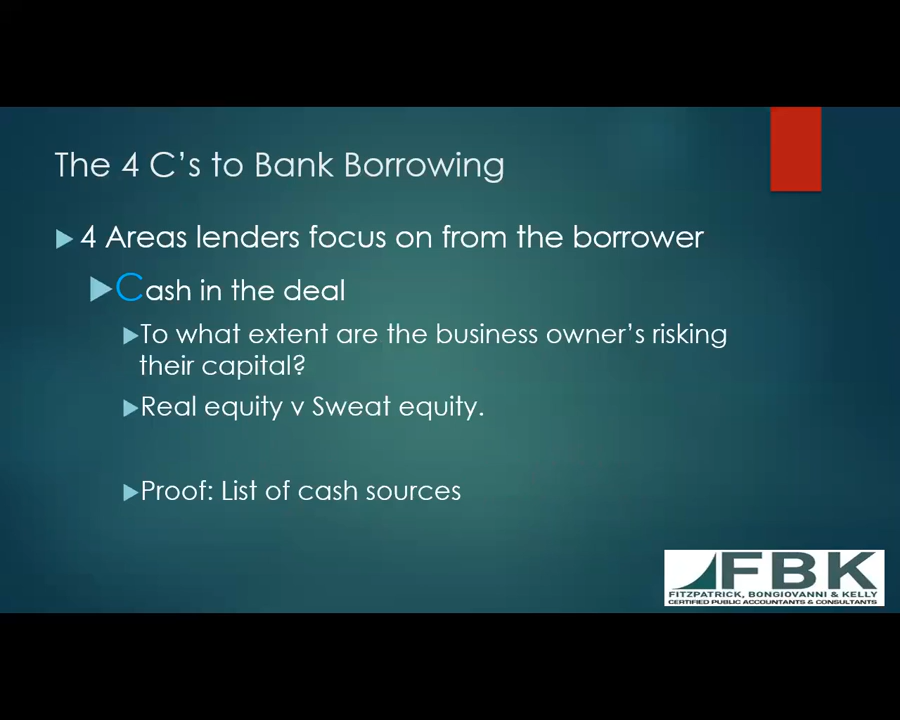 The 4 C's to Bank Borrowing
4 Areas lenders focus on from the borrower
Cash in the deal
To what extent are the business owner's risking
their capital?
Real equity v Sweat equity.
Proof: List of cash sources
FBK
FITZPATRICK, BONGIOVANNI & KELLY
CERTIFIED PUBLIC ACCOUNTANTS & CONSULTANTS